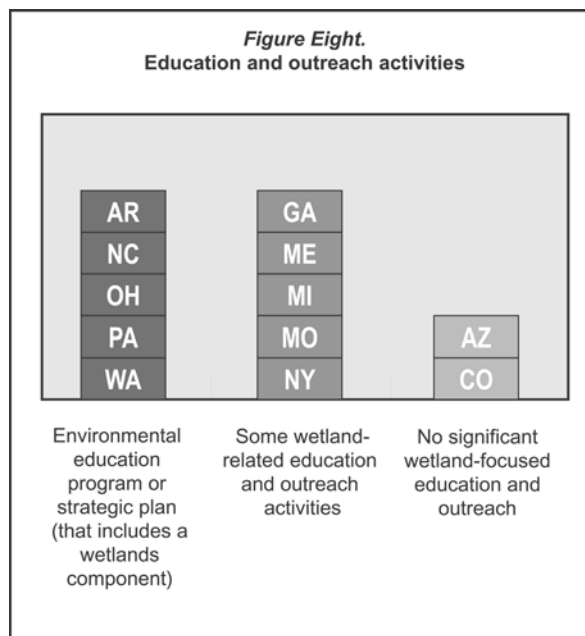 Figure Eight.
Education and outreach activities
AR
NC
OH
PA
WA
GA
ME
MI
MO
NY
AZ
CO
Environmental
education
program or
strategic plan
(that includes a
wetlands
component)
Some wetland-
related education
and outreach
activities
No significant
wetland-focused
education and
outreach